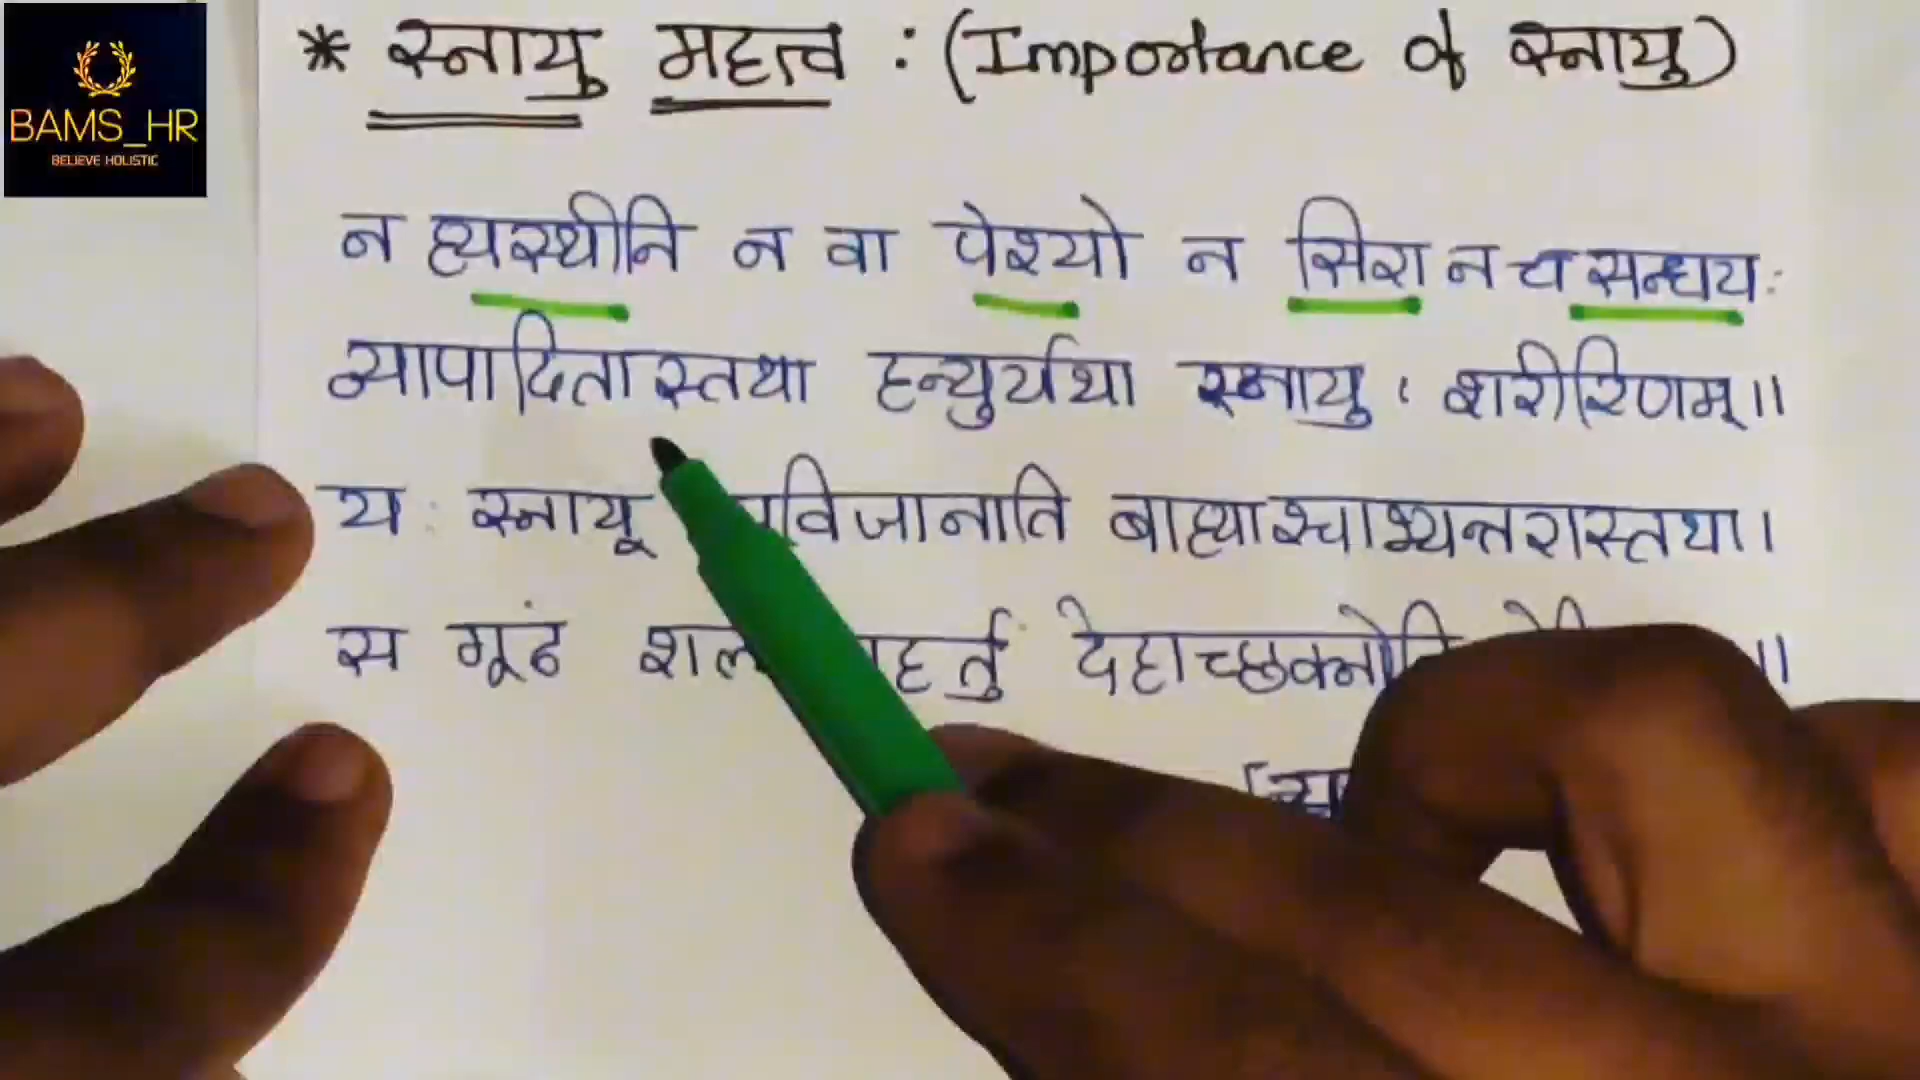 BAMS_HR
BELIEVE HOLISTIC
* स्नायु महत्व : (Importance of स्नायु)
न ह्यस्थीनि न वा पेश्यो न सिरा न च सन्धय:
व्यापादितास्तथा हन्युर्यथा स्नायु : शरीरिणम्॥
य: स्नायू विजानाति बाह्याश्चाभ्यन्तरास्तथा।
स गूढं देहाच्छक्नोति ॥